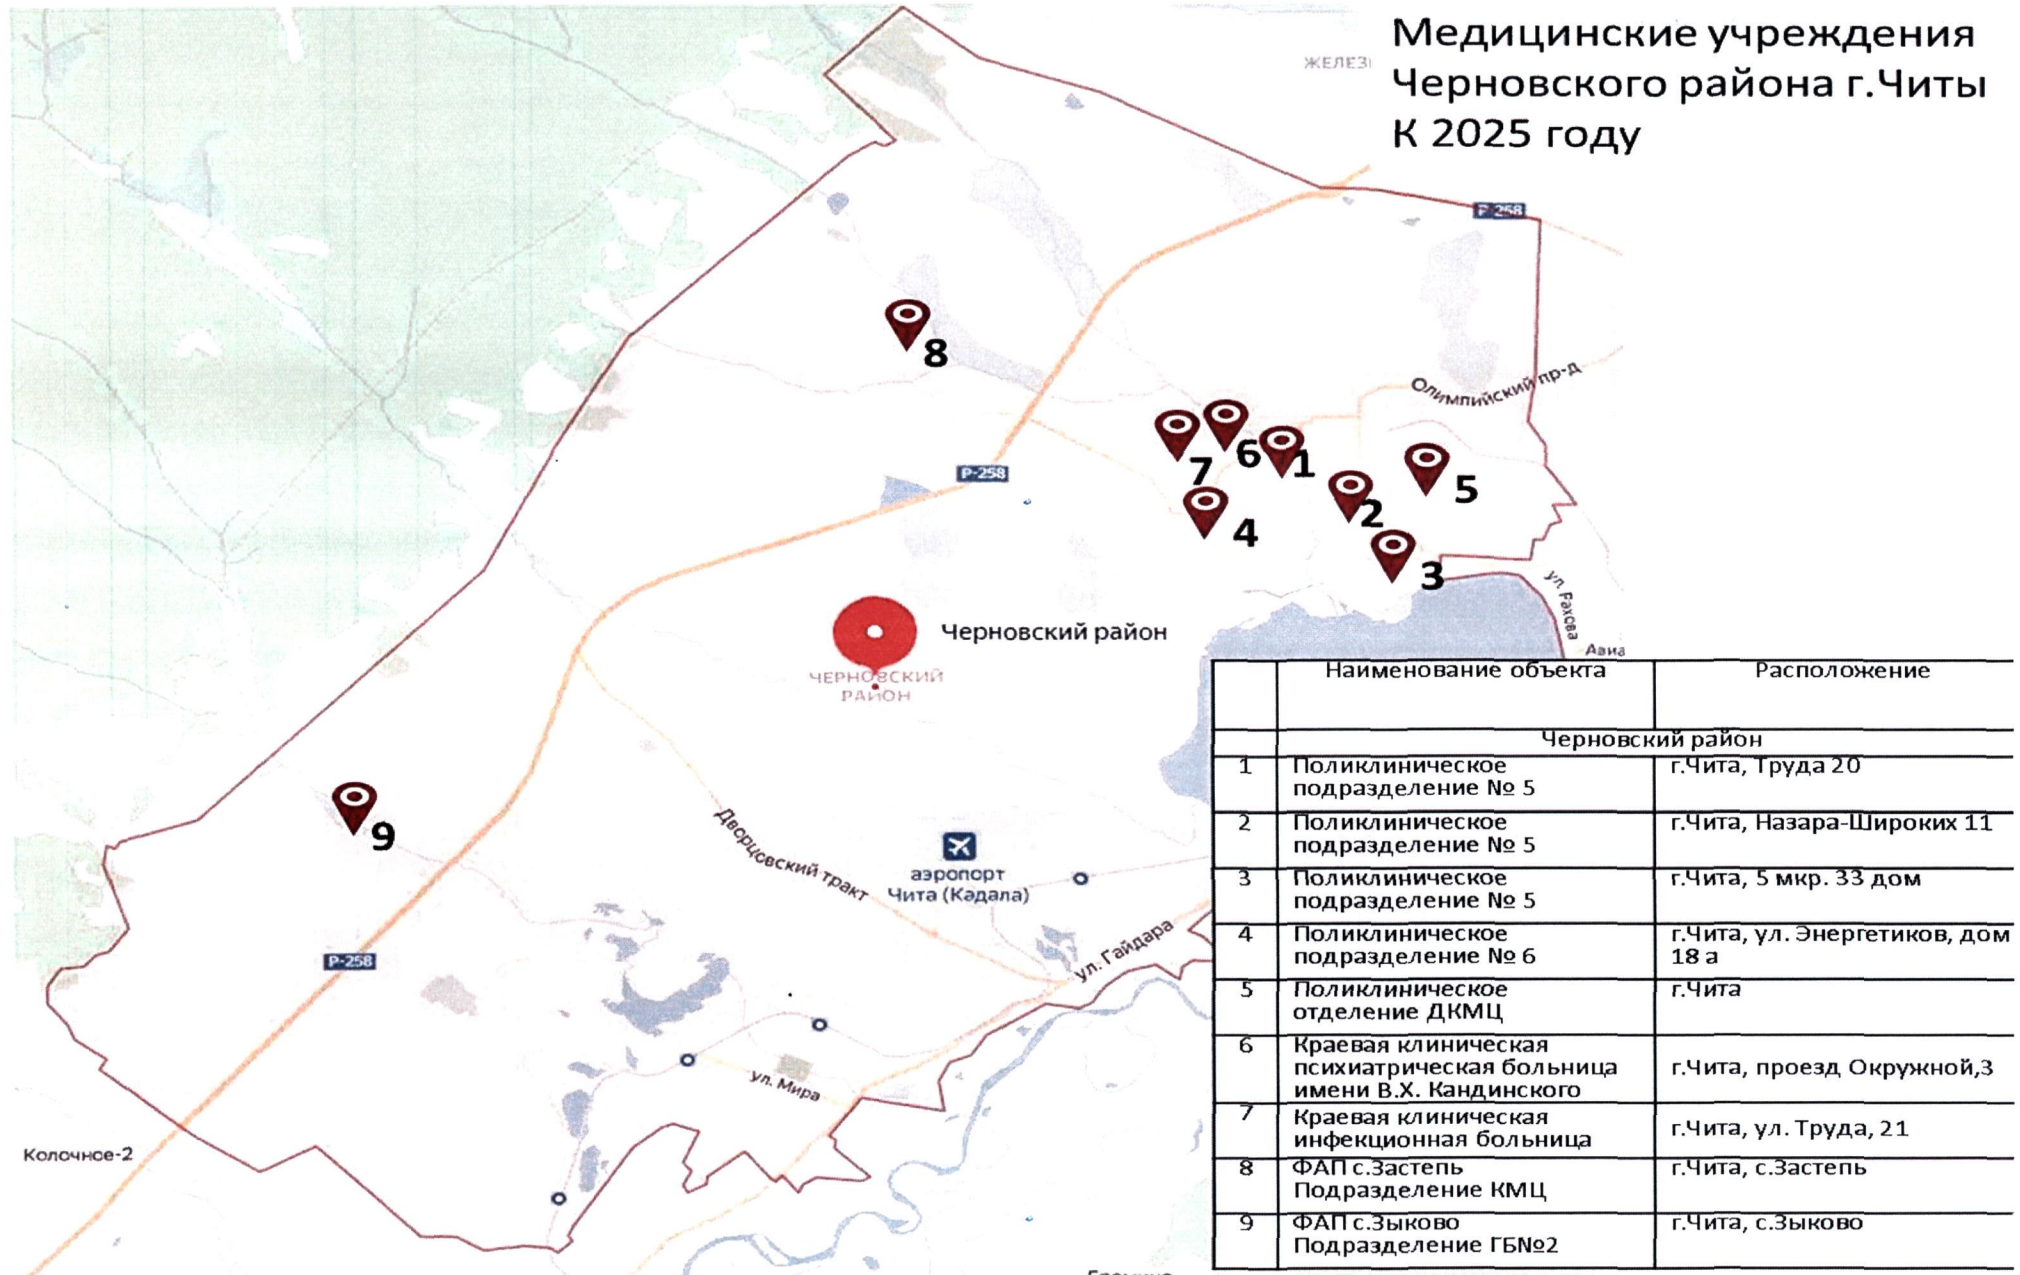 Медицинские учреждения
Черновского района г.Читы
К 2025 году
ЖЕЛЕЗ
Р-258
8
Олимпийский пр-д
7
6
1
5
2
4
3
Р-258
Черновский район
ЧЕРНОВСКИЙ
РАЙОН
ул. Рахова
Авиа
9
Дворцовский тракт
аэропорт
Чита (Кадала)
ул. Гайдара
Р-258
ул. Мира
Колочное-2
Наименование объекта Расположение
Черновский район
1 Поликлиническое г.Чита, Труда 20
подразделение № 5
2 Поликлиническое г.Чита, Назара-Широких 11
подразделение № 5
3 Поликлиническое г.Чита, 5 мкр. 33 дом
подразделение № 5
4 Поликлиническое г.Чита, ул. Энергетиков, дом
подразделение № 6 18 а
5 Поликлиническое г.Чита
отделение ДКМЦ
6 Краевая клиническая
психиатрическая больница г.Чита, проезд Окружной,3
имени В.Х. Кандинского
7 Краевая клиническая
инфекционная больница г.Чита, ул. Труда, 21
8 ФАП с.Застепь г.Чита, с.Застепь
Подразделение КМЦ
9 ФАП с.Зыково г.Чита, с.Зыково
Подразделение ГБ№2